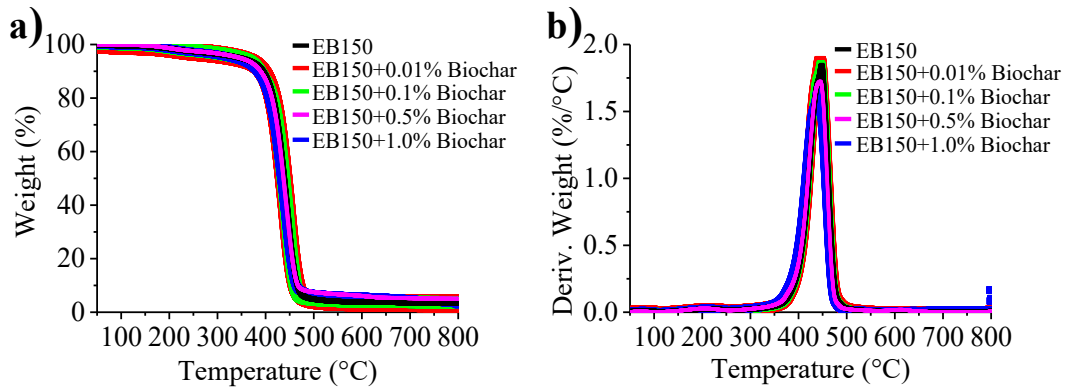 a)
100
80
60
40
20
0
Weight (%)
EB150
EB150+0.01% Biochar
EB150+0.1% Biochar
EB150+0.5% Biochar
EB150+1.0% Biochar
100 200 300 400 500 600 700 800
Temperature (°C)
b)
2.0
1.5
1.0
0.5
0.0
Deriv. Weight (%/°C)
EB150
EB150+0.01% Biochar
EB150+0.1% Biochar
EB150+0.5% Biochar
EB150+1.0% Biochar
100 200 300 400 500 600 700 800
Temperature (°C)